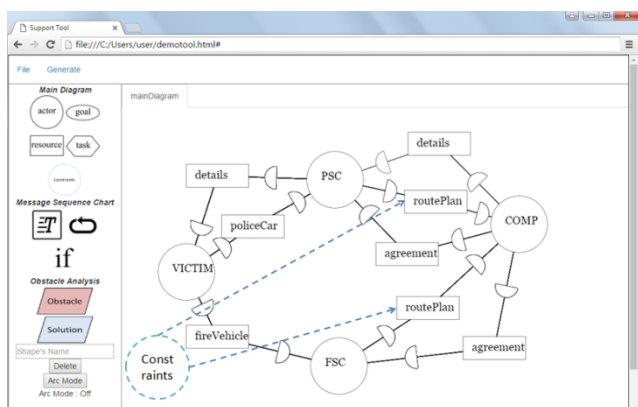 Support Tool
file:///C:/Users/user/demotool.html#
File Generate
Main Diagram
mainDiagram
actor goal
resource task
Message Sequence Chart
T
if
Obstacle Analysis
Obstacle
Solution
Shape's Name
Delete
Arc Mode
Arc Mode : Off
details
details
PSC
routePlan
policeCar
COMP
VICTIM
agreement
routePlan
fireVehicle
agreement
FSC
Const
raints